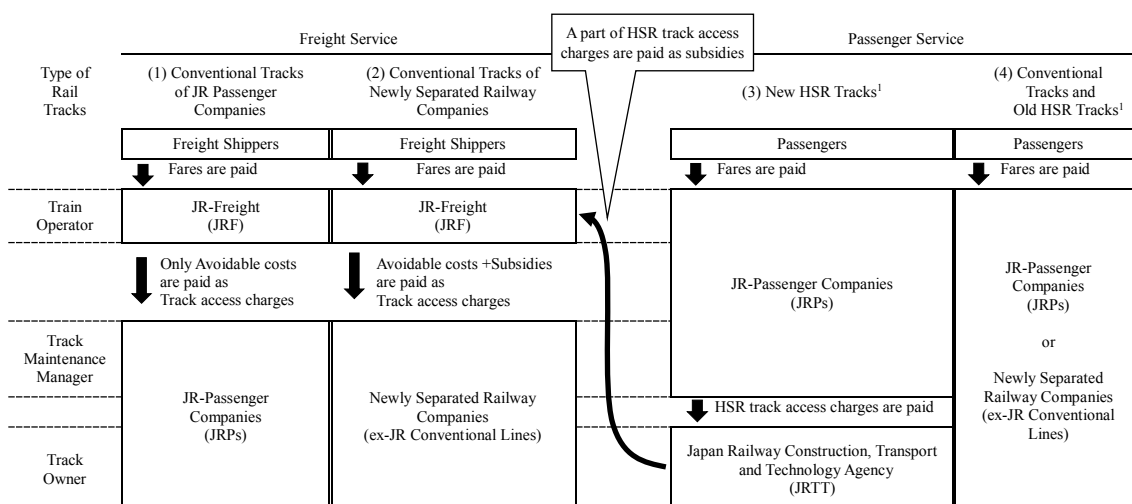 Freight Service
A part of HSR track access
charges are paid as subsidies
Passenger Service
Type of
Rail
Tracks
(1) Conventional Tracks
of JR Passenger
Companies
(2) Conventional Tracks of
Newly Separated Railway
Companies
(3) New HSR Tracks1
(4) Conventional
Tracks and
Old HSR Tracks1
Freight Shippers
Freight Shippers
Passengers
Passengers
Fares are paid
Fares are paid
Fares are paid
Fares are paid
Train
Operator
JR-Freight
(JRF)
JR-Freight
(JRF)
Only Avoidable costs
are paid as
Track access charges
Avoidable costs +Subsidies
are paid as
Track access charges
JR-Passenger Companies
(JRPs)
JR-Passenger
Companies
(JRPs)
or
Newly Separated
Railway Companies
(ex-JR Conventional
Lines)
Track
Maintenance
Manager
JR-Passenger
Companies
(JRPs)
Newly Separated Railway
Companies
(ex-JR Conventional Lines)
HSR track access charges are paid
Track
Owner
Japan Railway Construction, Transport
and Technology Agency
(JRTT)